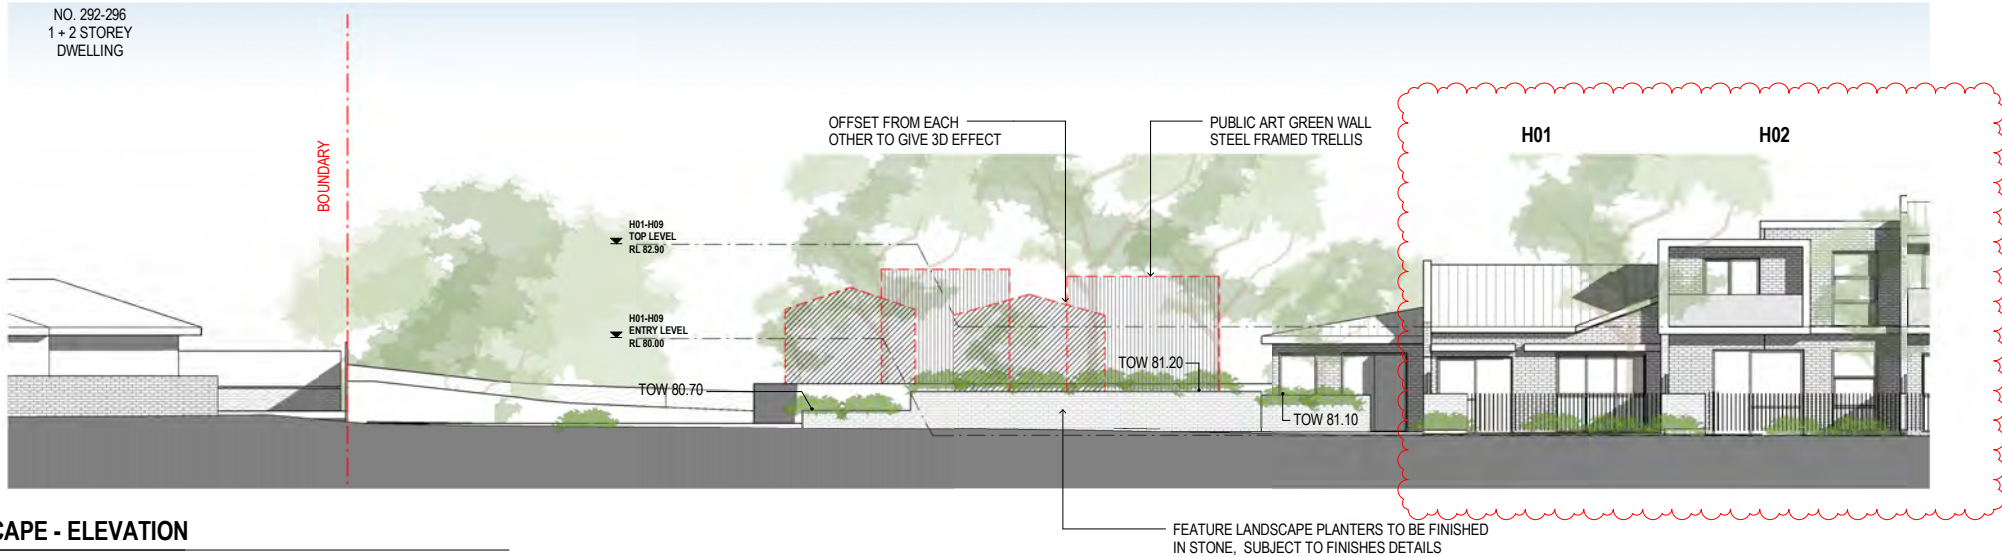 NO. 292-296
1 + 2 STOREY
DWELLING
BOUNDARY
OFFSET FROM EACH
OTHER TO GIVE 3D EFFECT
PUBLIC ART GREEN WALL
STEEL FRAMED TRELLIS
H01
H02
H01-H09
TOP LEVEL
RL 82.90
H01-H09
ENTRY LEVEL
RL 80.00
TOW 80.70
TOW 81.20
TOW 81.10
FEATURE LANDSCAPE PLANTERS TO BE FINISHED
IN STONE, SUBJECT TO FINISHES DETAILS
CAPE - ELEVATION